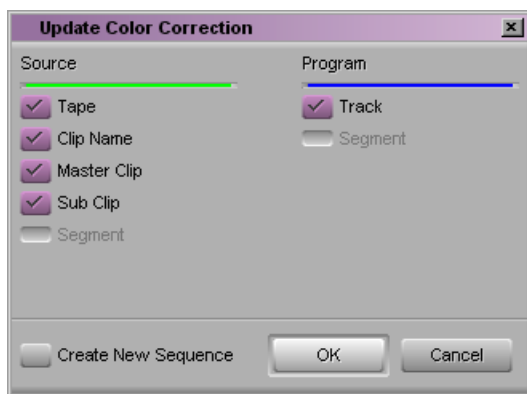 Update Color Correction
Source
Program
Tape
Track
Clip Name
Segment
Master Clip
Sub Clip
Segment
Create New Sequence
OK
Cancel